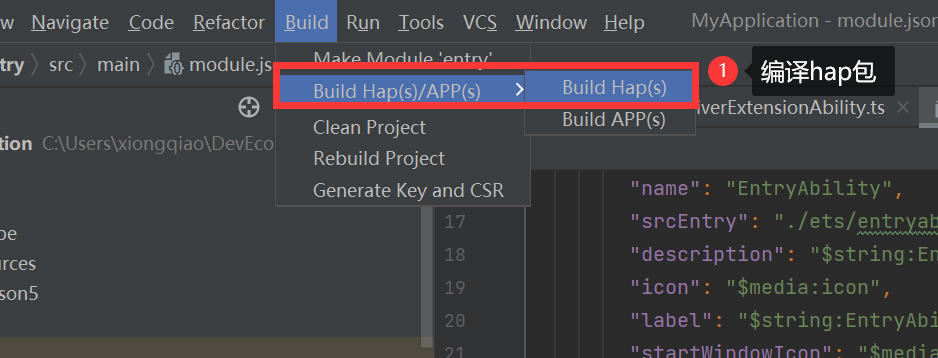 w Navigate Code Refactor Build Run Tools VCS Window Help MyApplication - module.json
try src main module.js
Make Module 'entry'
Build Hap(s)/APP(s) Build Hap(s)
1 编译hap包
Build APP(s)
verExtensionAbility.ts
tion C:\Users\xiongqiao\DevEco
Clean Project
Rebuild Project
Generate Key and CSR
pe
urces
son5
"name": "EntryAbility",
17 "srcEntry": "./ets/entryab
18 "description": "$string:En
19 "icon": "$media:icon",
20 "label": "$string:EntryAbi
21 "startWindowIcon": "$media